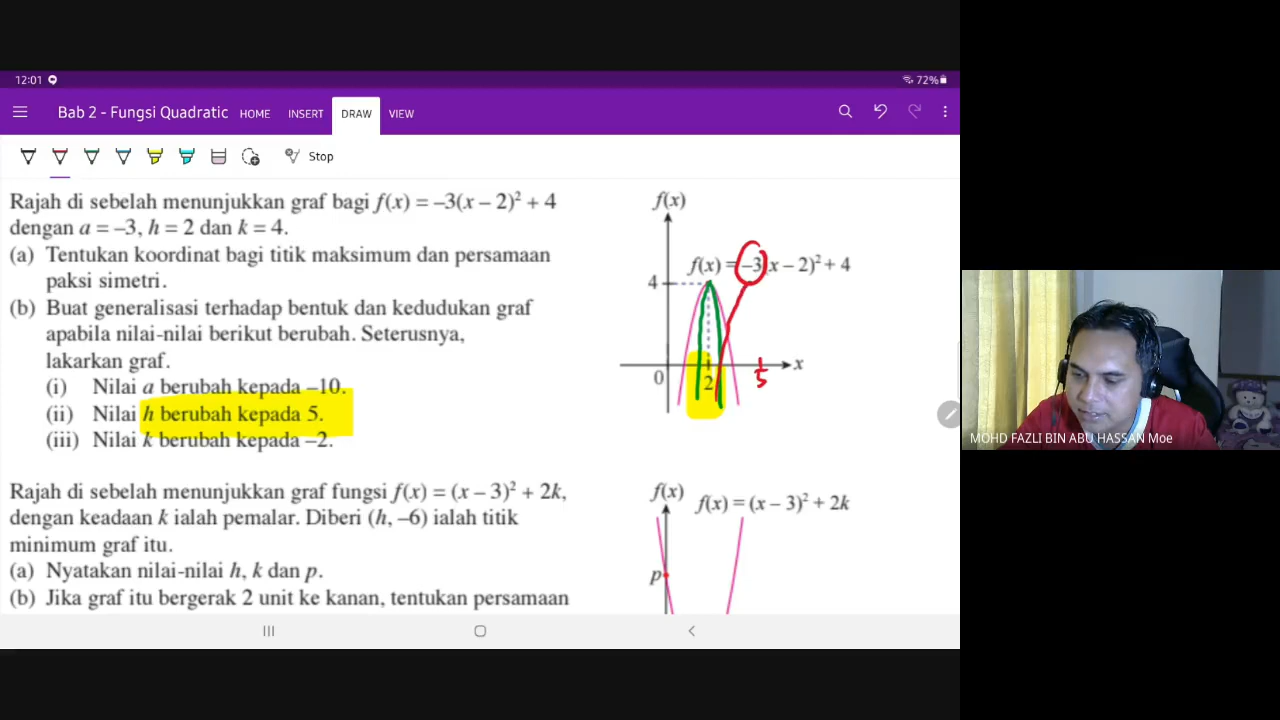 12:01
72%
Bab 2 - Fungsi Quadratic HOME INSERT DRAW VIEW
Stop
Rajah di sebelah menunjukkan graf bagi f(x) = –3(x – 2)² + 4
dengan a = –3, h = 2 dan k = 4.
(a) Tentukan koordinat bagi titik maksimum dan persamaan
paksi simetri.
(b) Buat generalisasi terhadap bentuk dan kedudukan graf
apabila nilai-nilai berikut berubah. Seterusnya,
lakarkan graf.
(i) Nilai a berubah kepada –10.
(ii) Nilai h berubah kepada 5.
(iii) Nilai k berubah kepada –2.
f(x)
f(x) = –3(x – 2)² + 4
4
x
0
2
5
MOHD FAZLI BIN ABU HASSAN Moe
Rajah di sebelah menunjukkan graf fungsi f(x) = (x – 3)² + 2k,
dengan keadaan k ialah pemalar. Diberi (h, –6) ialah titik
minimum graf itu.
(a) Nyatakan nilai-nilai h, k dan p.
(b) Jika graf itu bergerak 2 unit ke kanan, tentukan persamaan
f(x)
f(x) = (x – 3)² + 2k
p